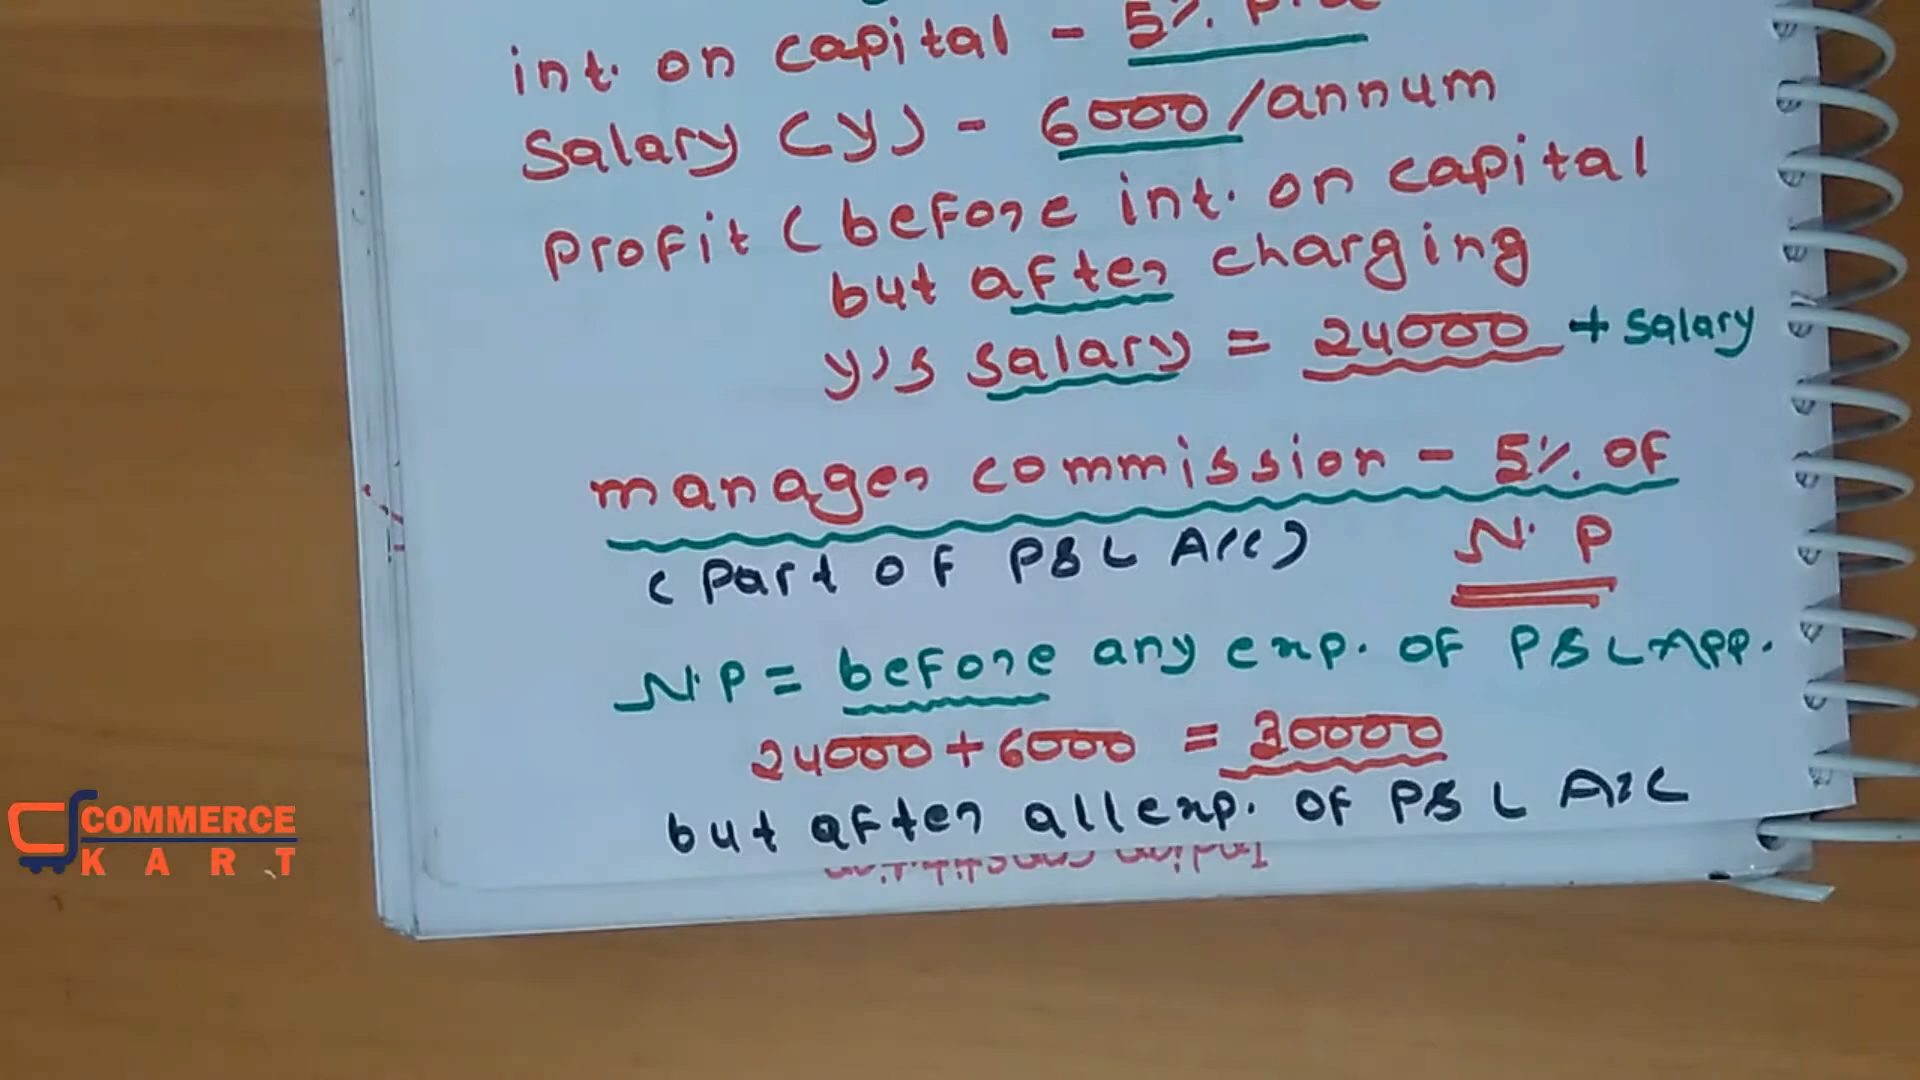 int. on capital - 5%
Salary (y) - 6000/annum
Profit (before int. on capital
but after charging
y's salary = 24000 + salary
manager commission - 5% of
N.P
(Part of P&L A/c)
N.P = before any exp. of P&L APP.
24000 + 6000 = 30000
but after all exp. of P&L A/C
Indian
COMMERCE
KART